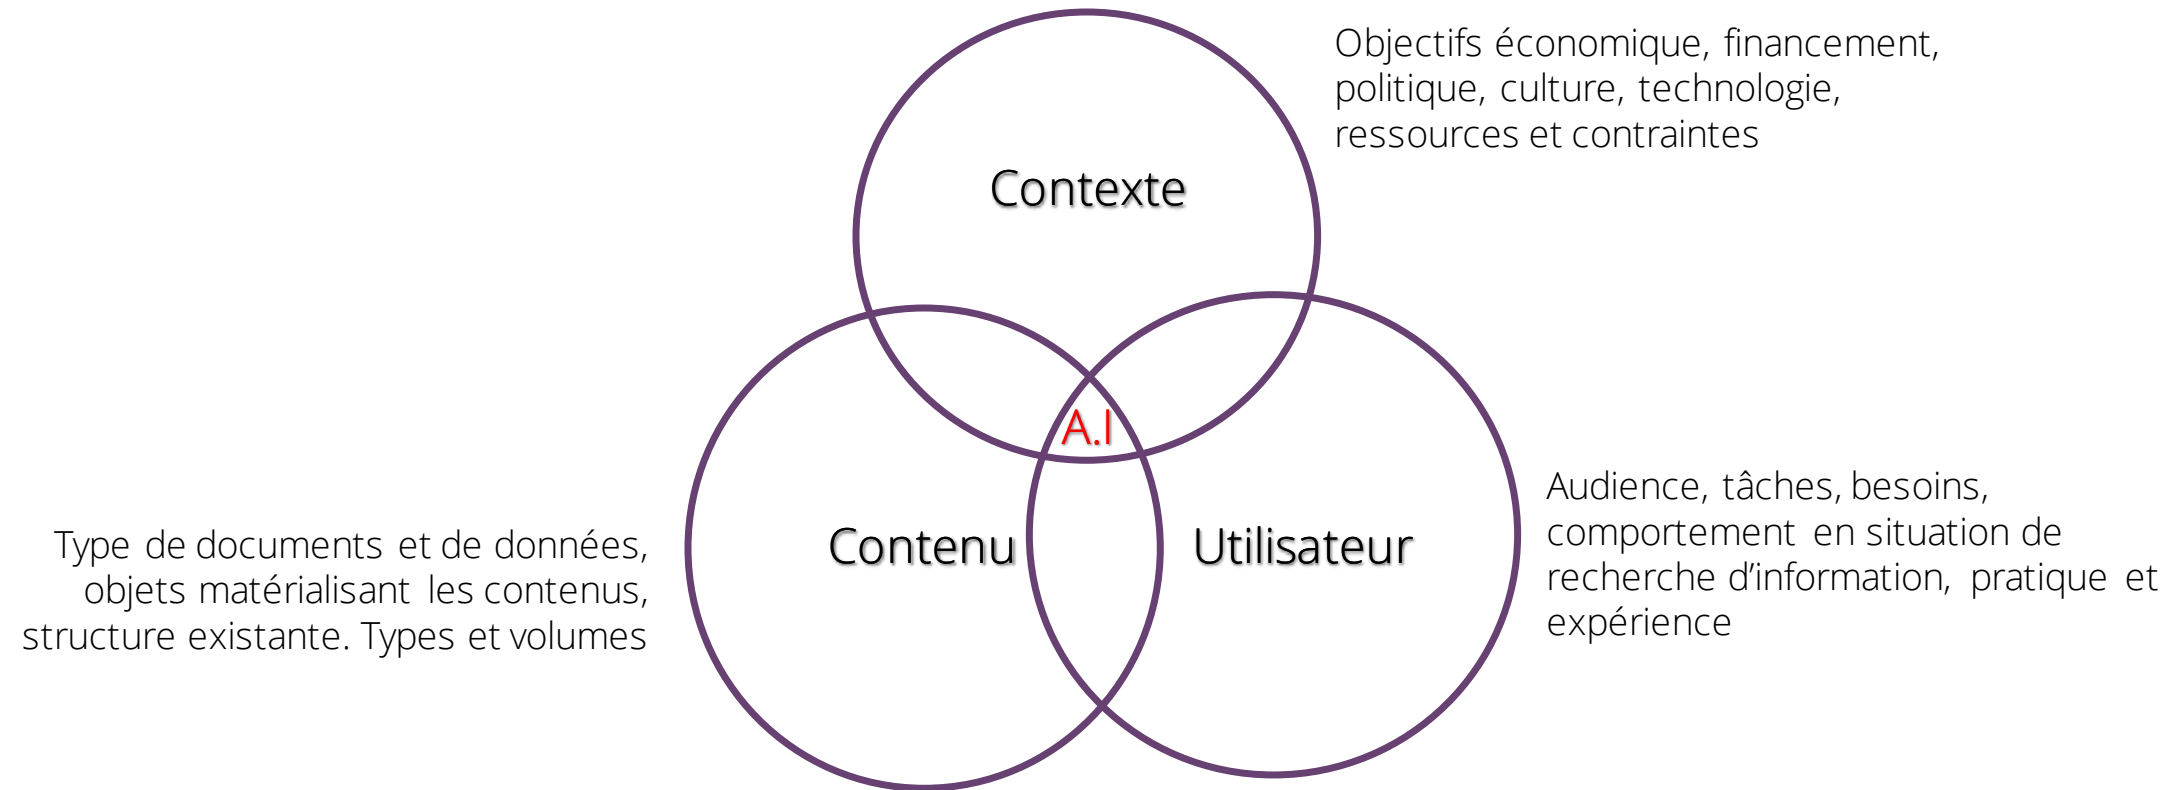 Objectifs économique, financement,
politique, culture, technologie,
ressources et contraintes
Contexte
A.I
Contenu
Utilisateur
Type de documents et de données,
objets matérialisant les contenus,
structure existante. Types et volumes
Audience, tâches, besoins,
comportement en situation de
recherche d’information, pratique et
expérience